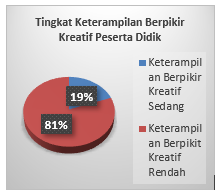 Tingkat Keterampilan Berpikir
Kreatif Peserta Didik
19%
81%
Keterampil
an Berpikir
Kreatif
Sedang
Keterampil
an Berpikit
Kreatif
Rendah